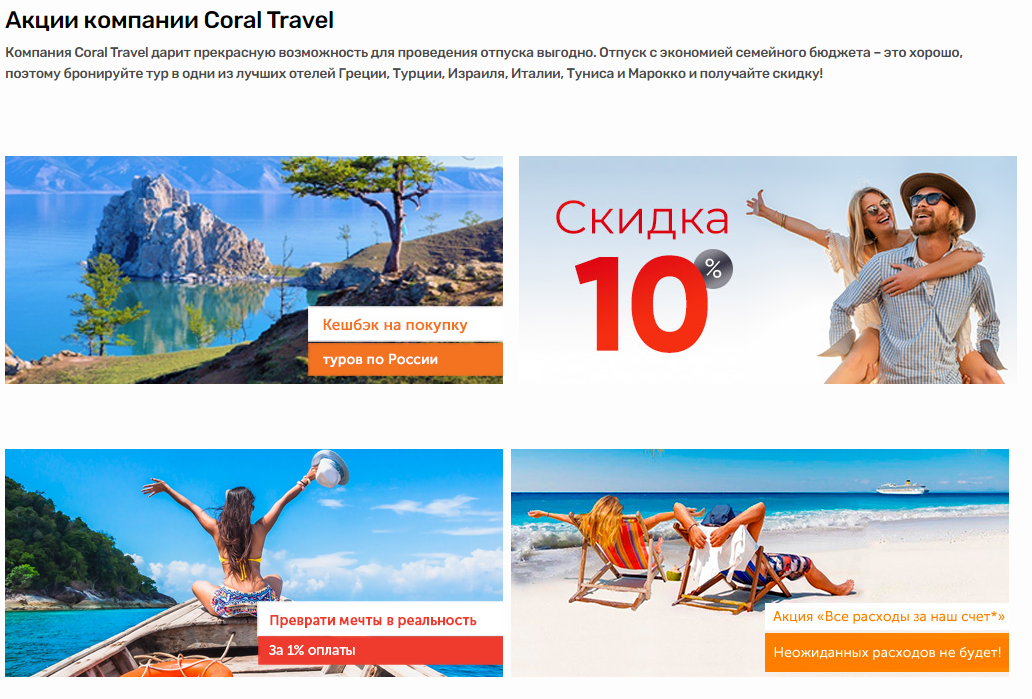 Акции компании Coral Travel
Компания Coral Travel дарит прекрасную возможность для проведения отпуска выгодно. Отпуск с экономией семейного бюджета – это хорошо,
поэтому бронируйте тур в одни из лучших отелей Греции, Турции, Израиля, Италии, Туниса и Марокко и получайте скидку!
Кешбэк на покупку
туров по России
Скидка
10 %
Преврати мечты в реальность
За 1% оплаты
Акция «Все расходы за наш счет*»
Неожиданных расходов не будет!